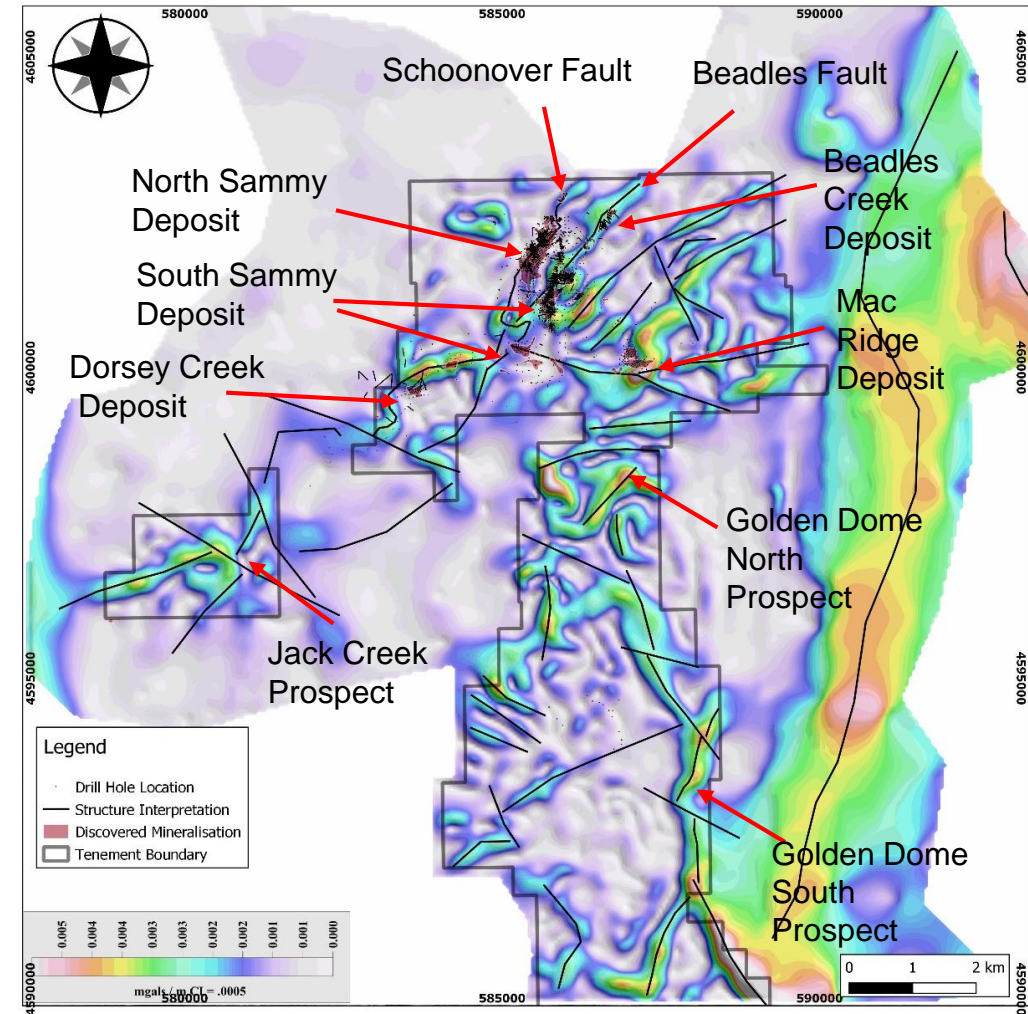 580000
585000
590000
4605000
4605000
Schoonover Fault
Beadles Fault
Beadles
Creek
Deposit
North Sammy
Deposit
South Sammy
Deposit
Mac
Ridge
Deposit
4600000
4600000
Dorsey Creek
Deposit
Golden Dome
North
Prospect
Jack Creek
Prospect
4595000
4595000
Legend
Drill Hole Location
Structure Interpretation
Discovered Mineralisation
Tenement Boundary
Golden Dome
South
Prospect
0.005
0.004
0.004
0.003
0.003
0.002
0.002
0.001
0.001
0.000
mgals / m CI = .0005
0 1 2 km
4590000
4590000
580000
585000
590000